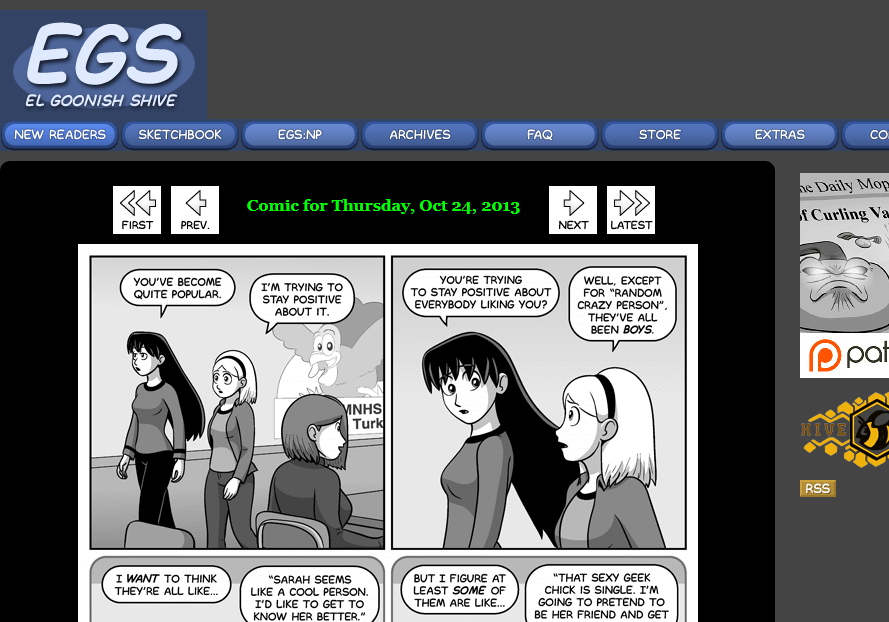 EGS
EL GOONISH SHIVE
NEW READERS
SKETCHBOOK
EGS:NP
ARCHIVES
FAQ
STORE
EXTRAS
FIRST
PREV.
Comic for Thursday, Oct 24, 2013
NEXT
LATEST
YOU'VE BECOME
QUITE POPULAR.
I'M TRYING TO
STAY POSITIVE
ABOUT IT.
MNHS
Turk
YOU'RE TRYING
TO STAY POSITIVE ABOUT
EVERYBODY LIKING YOU?
WELL, EXCEPT
FOR "RANDOM
CRAZY PERSON",
THEY'VE ALL
BEEN BOYS.
I WANT TO THINK
THEY'RE ALL LIKE...
"SARAH SEEMS
LIKE A COOL PERSON.
I'D LIKE TO GET TO
KNOW HER BETTER."
BUT I FIGURE AT
LEAST SOME OF
THEM ARE LIKE...
"THAT SEXY GEEK
CHICK IS SINGLE. I'M
GOING TO PRETEND TO
BE HER FRIEND AND GET
he Daily Mop
of Curling Va
pat
HIVE
RSS